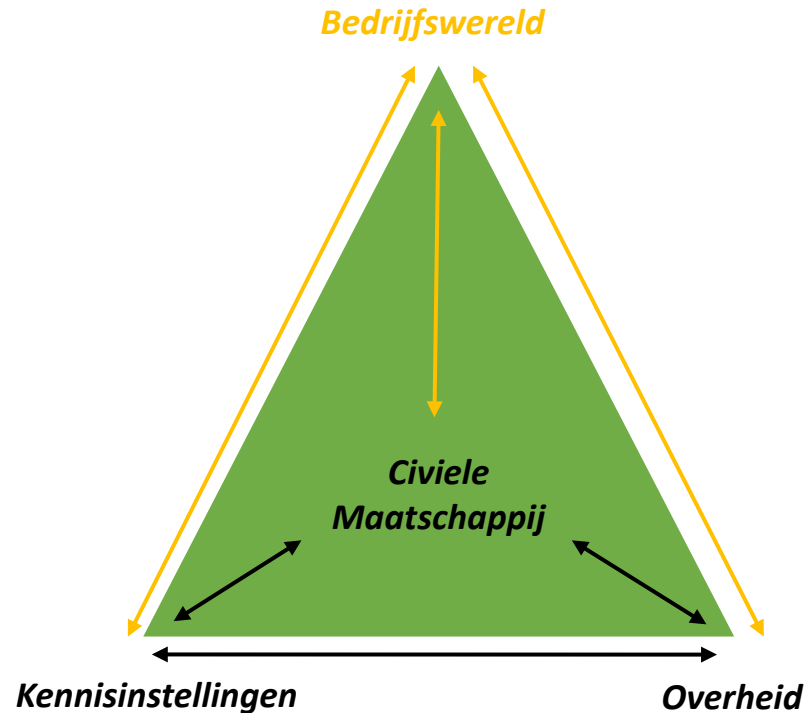 Bedrijfswereld
Civiele
Maatschappij
Kennisinstellingen
Overheid